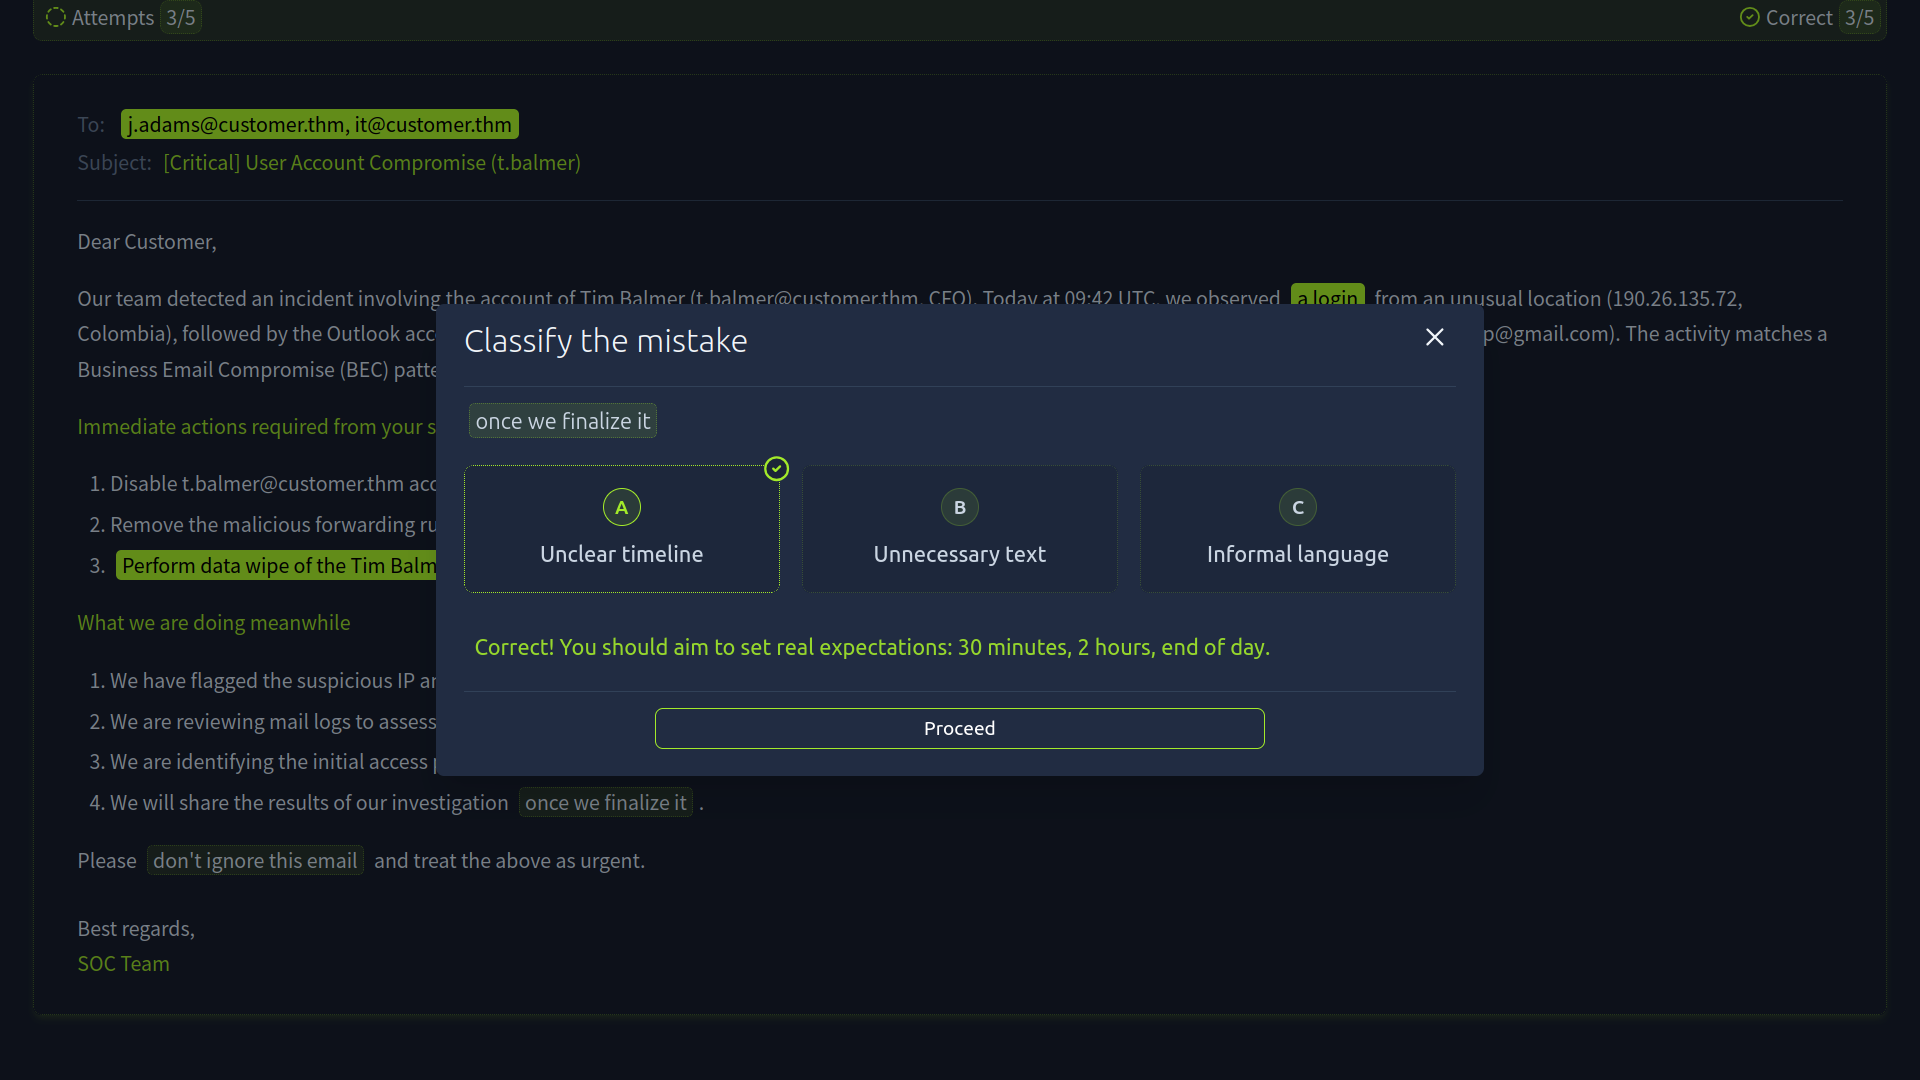 Attempts 3/5 Correct 3/5
To: j.adams@customer.thm, it@customer.thm
Subject: [Critical] User Account Compromise (t.balmer)
Dear Customer,
Our team detected an incident involving the account of Tim Balmer (t.balmer@customer.thm, CFO). Today at 09:42 UTC, we observed a login from an unusual location (190.26.135.72,
Colombia), followed by the Outlook p@gmail.com). The activity matches a
Business Email Compromise (BEC)
Immediate actions required from your
1. Disable t.balmer@customer.thm
2. Remove the malicious forwarding
3. Perform data wipe of the Tim
What we are doing meanwhile
1. We have flagged the suspicious IP
2. We are reviewing mail logs to assess
3. We are identifying the initial access
4. We will share the results of our investigation once we finalize it .
Please don't ignore this email and treat the above as urgent.
Best regards,
SOC Team
Classify the mistake
once we finalize it
A
Unclear timeline
B
Unnecessary text
C
Informal language
Correct! You should aim to set real expectations: 30 minutes, 2 hours, end of day.
Proceed